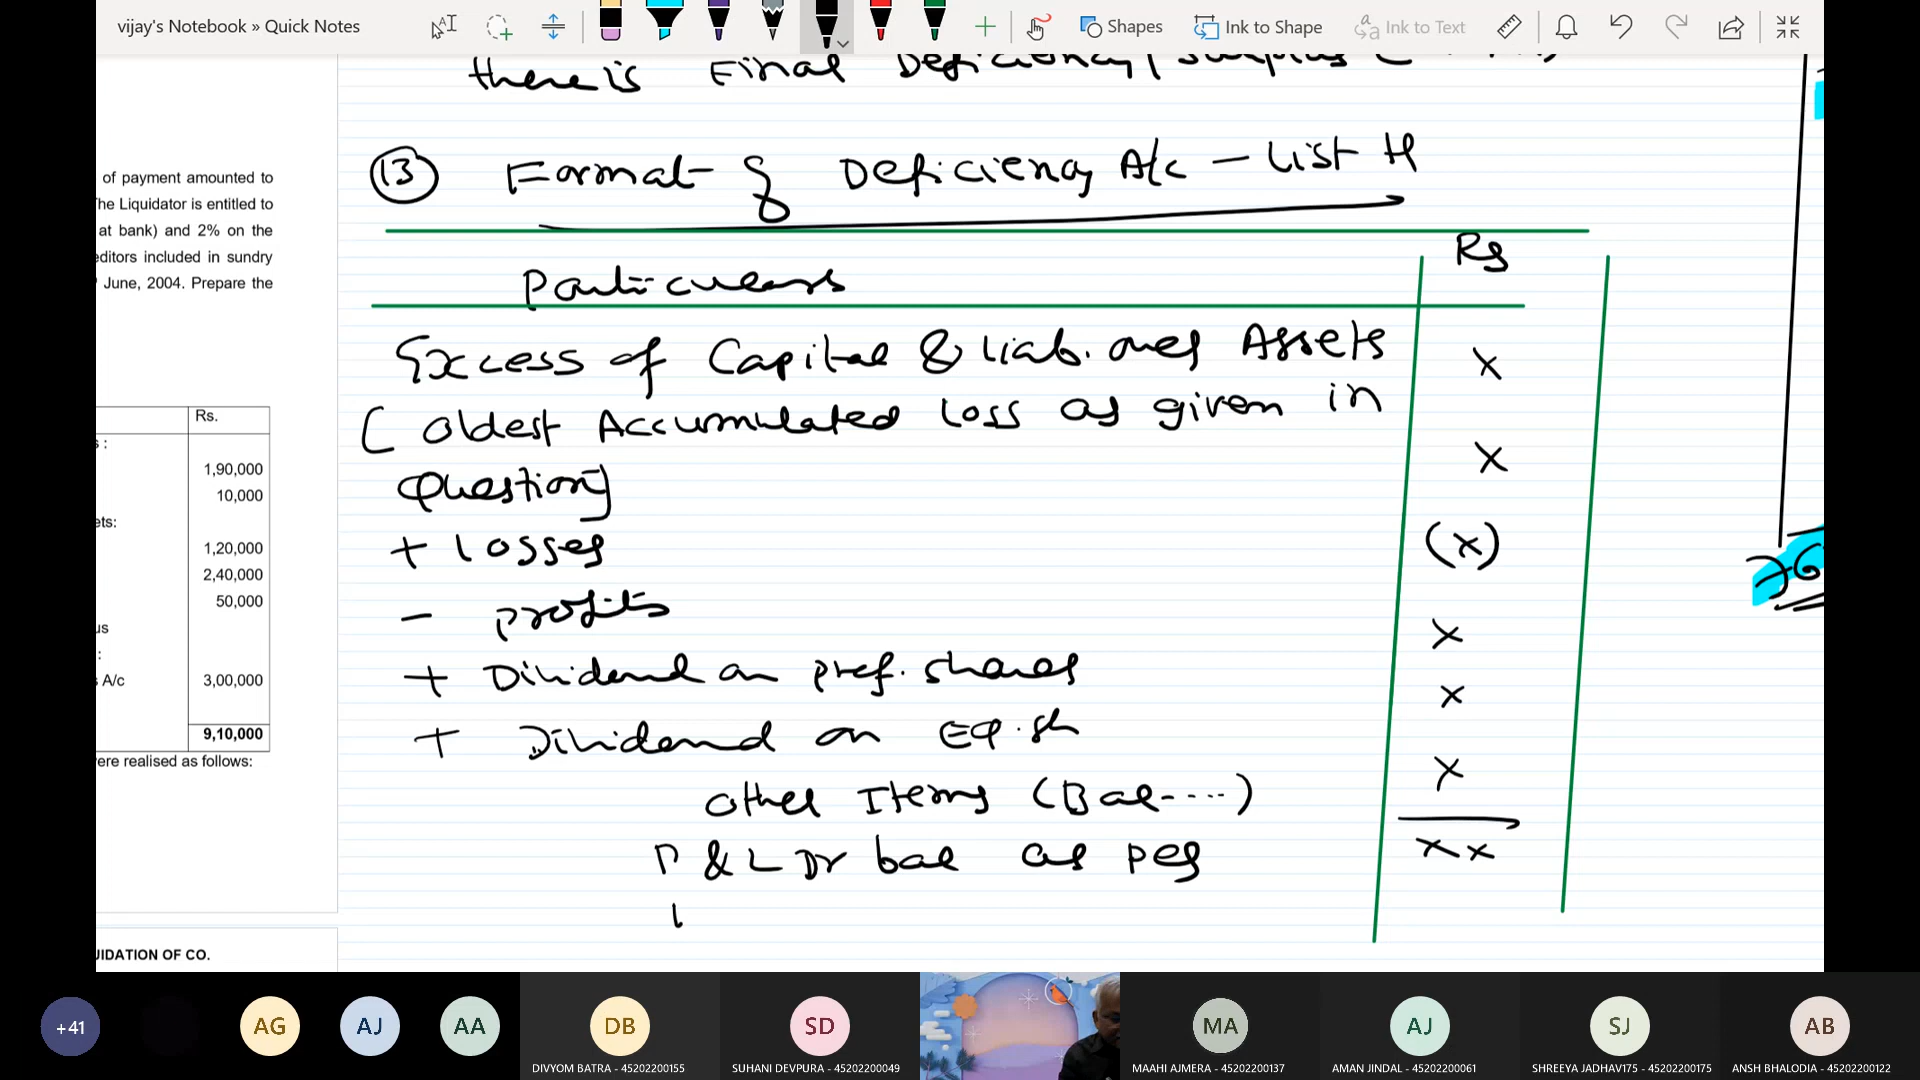 vijay's Notebook » Quick Notes
Shapes
Ink to Shape
Ink to Text
there is Final Deficiency / Surplus
of payment amounted to
he Liquidator is entitled to
at bank) and 2% on the
editors included in sundry
June, 2004. Prepare the
Rs.
:
1,90,000
10,000
ets:
1,20,000
2,40,000
50,000
us
:
A/c 3,00,000
9,10,000
ere realised as follows:
UIDATION OF CO.
(13) Format of Deficiency A/c - List H
Particulars Rs
Excess of Capital & Liab. over Assets x
[ oldest Accumulated Loss as given in
question] x
+ Losses (x)
- profits x
+ Dividend on pref. shares x
+ Dividend on Eq. sh x
other Items (Bal-....)
P & L Dr bal as per xx
36
+41
AG
AJ
AA
DB
DIVYOM BATRA - 45202200155
SD
SUHANI DEVPURA - 45202200049
MA
MAAHI AJMERA - 45202200137
AJ
AMAN JINDAL - 45202200061
SJ
SHREEYA JADHAV175 - 45202200175
AB
ANSH BHALODIA - 45202200122